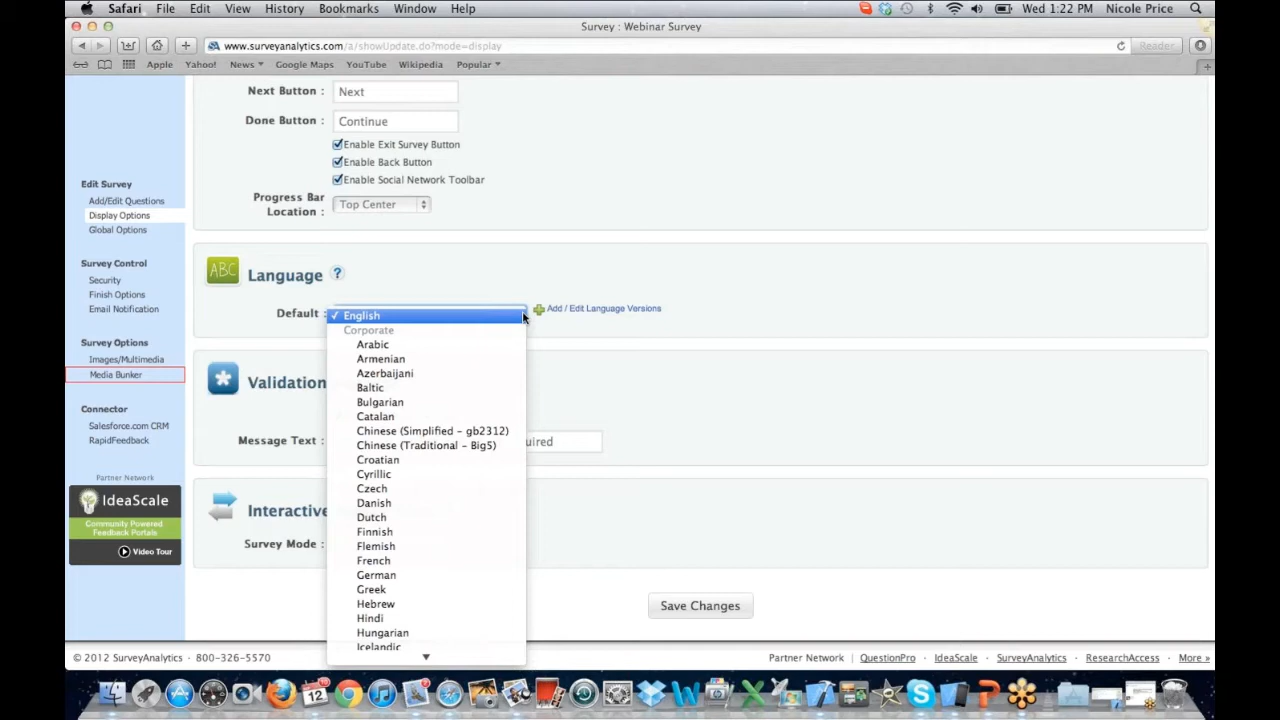 Safari File Edit View History Bookmarks Window Help Wed 1:22 PM Nicole Price
Survey : Webinar Survey
www.surveyanalytics.com/a/showUpdate.do?mode=display Reader
Apple Yahoo! News Google Maps YouTube Wikipedia Popular
Next Button : Next
Done Button : Continue
Enable Exit Survey Button
Enable Back Button
Enable Social Network Toolbar
Progress Bar
Location : Top Center
Edit Survey
Add/Edit Questions
Display Options
Global Options
Survey Control
Security
Finish Options
Email Notification
Survey Options
Images/Multimedia
Media Bunker
Connector
Salesforce.com CRM
RapidFeedback
Partner Network
IdeaScale
Community Powered
Feedback Portals
Video Tour
ABC Language ?
Default : ✓ English Add / Edit Language Versions
Corporate
Arabic
Armenian
Azerbaijani
Baltic
Bulgarian
Catalan
Chinese (Simplified - gb2312)
Chinese (Traditional - Big5)
Croatian
Cyrillic
Czech
Danish
Dutch
Finnish
Flemish
French
German
Greek
Hebrew
Hindi
Hungarian
Icelandic
Validation
Message Text : uired
Interactive
Survey Mode :
Save Changes
© 2012 SurveyAnalytics - 800-326-5570 Partner Network | QuestionPro | IdeaScale | SurveyAnalytics | ResearchAccess | More »
12